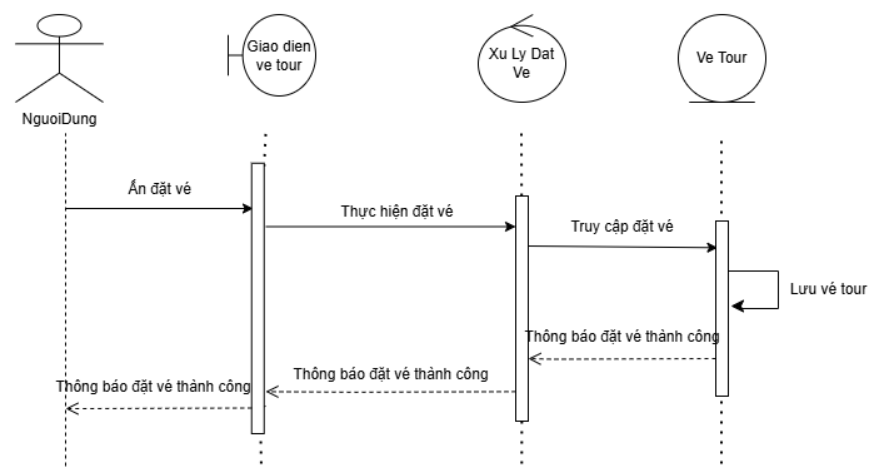 Giao dien
ve tour
Xu Ly Dat
Ve
Ve Tour
NguoiDung
Ấn đặt vé
Thực hiện đặt vé
Truy cập đặt vé
Lưu vé tour
Thông báo đặt vé thành công
Thông báo đặt vé thành công
Thông báo đặt vé thành công